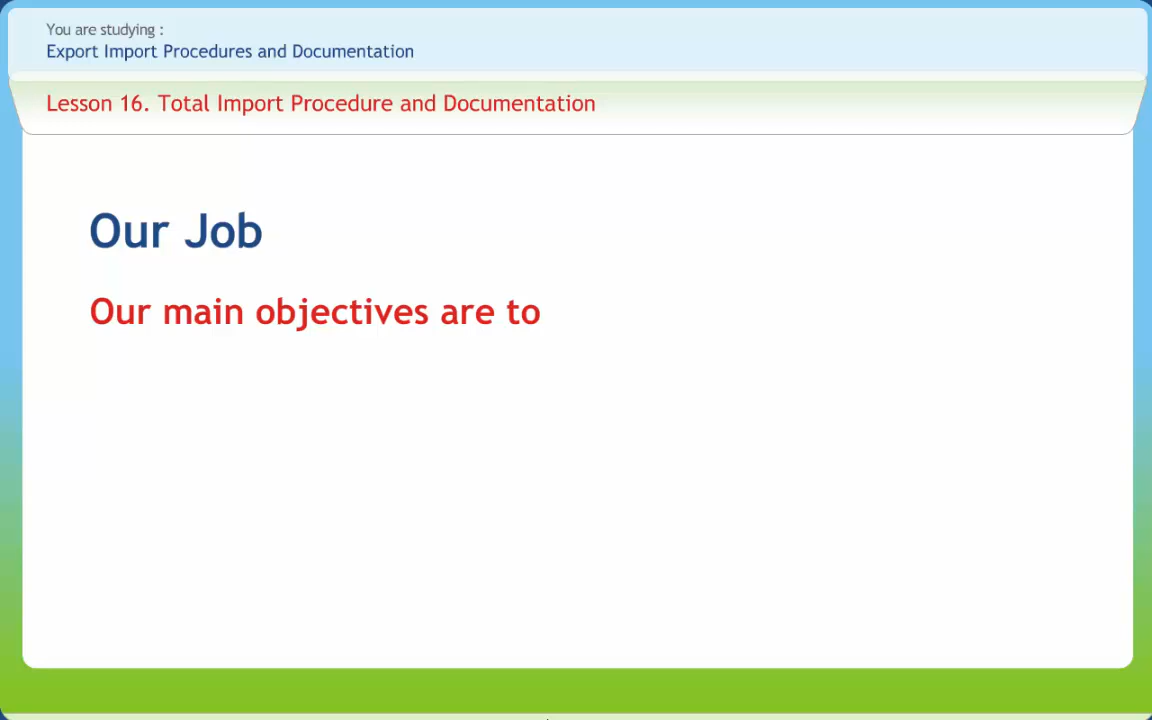 You are studying :
Export Import Procedures and Documentation
Lesson 16. Total Import Procedure and Documentation
Our Job
Our main objectives are to